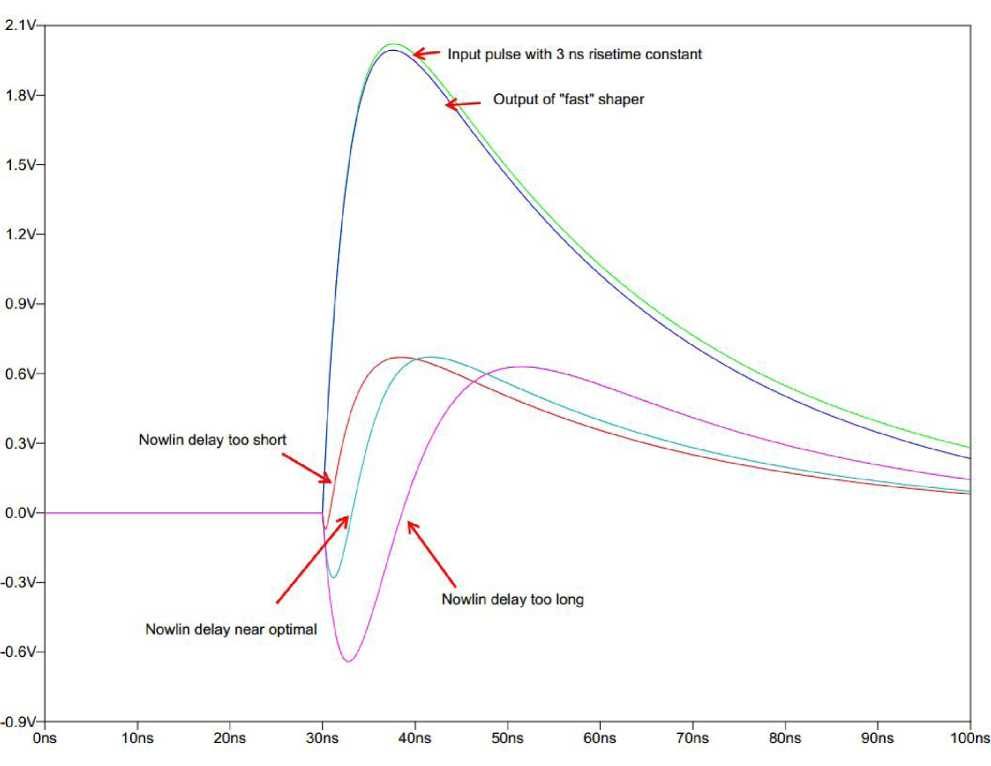 2.1V
Input pulse with 3 ns risetime constant
1.8V
Output of "fast" shaper
1.5V
1.2V
0.9V
0.6V
0.3V
Nowlin delay too short
0.0V
-0.3V
Nowlin delay too long
Nowlin delay near optimal
-0.6V
-0.9V
0ns 10ns 20ns 30ns 40ns 50ns 60ns 70ns 80ns 90ns 100ns